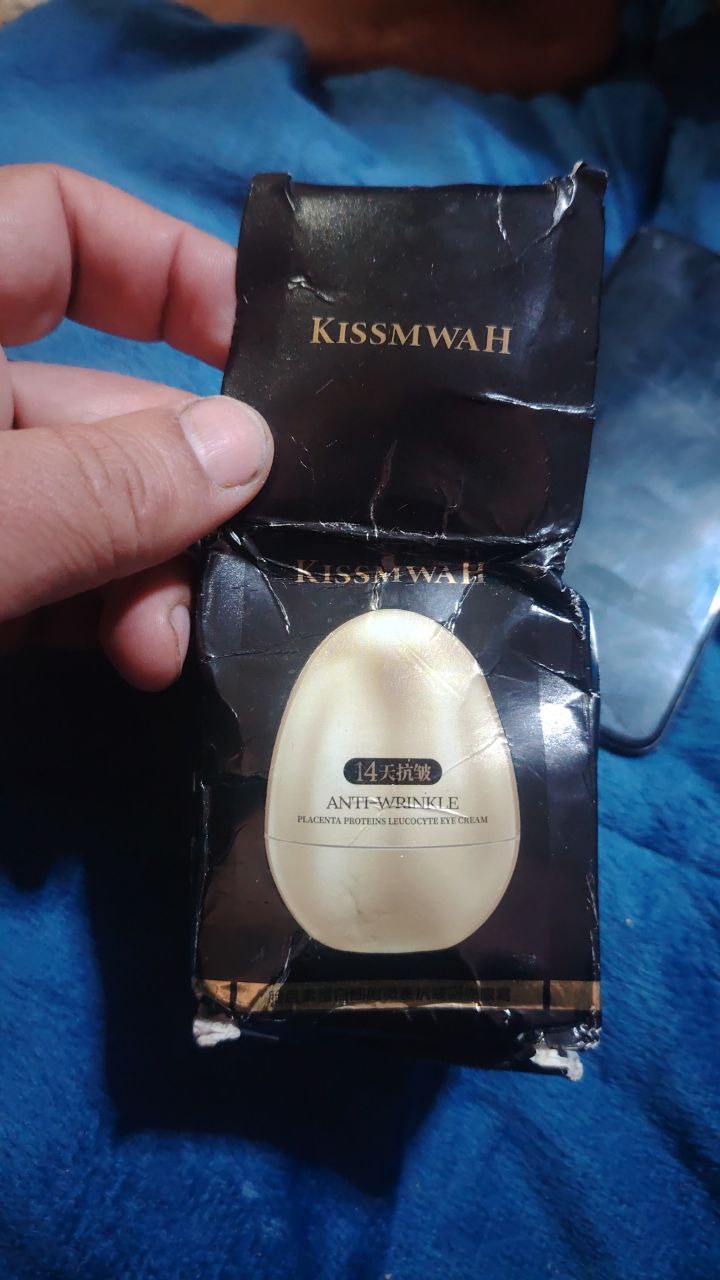 KISSMWAH
KISSMWAH
14天抗皱
ANTI-WRINKLE
PLACENTA PROTEINS LEUCOCYTE EYE CREAM